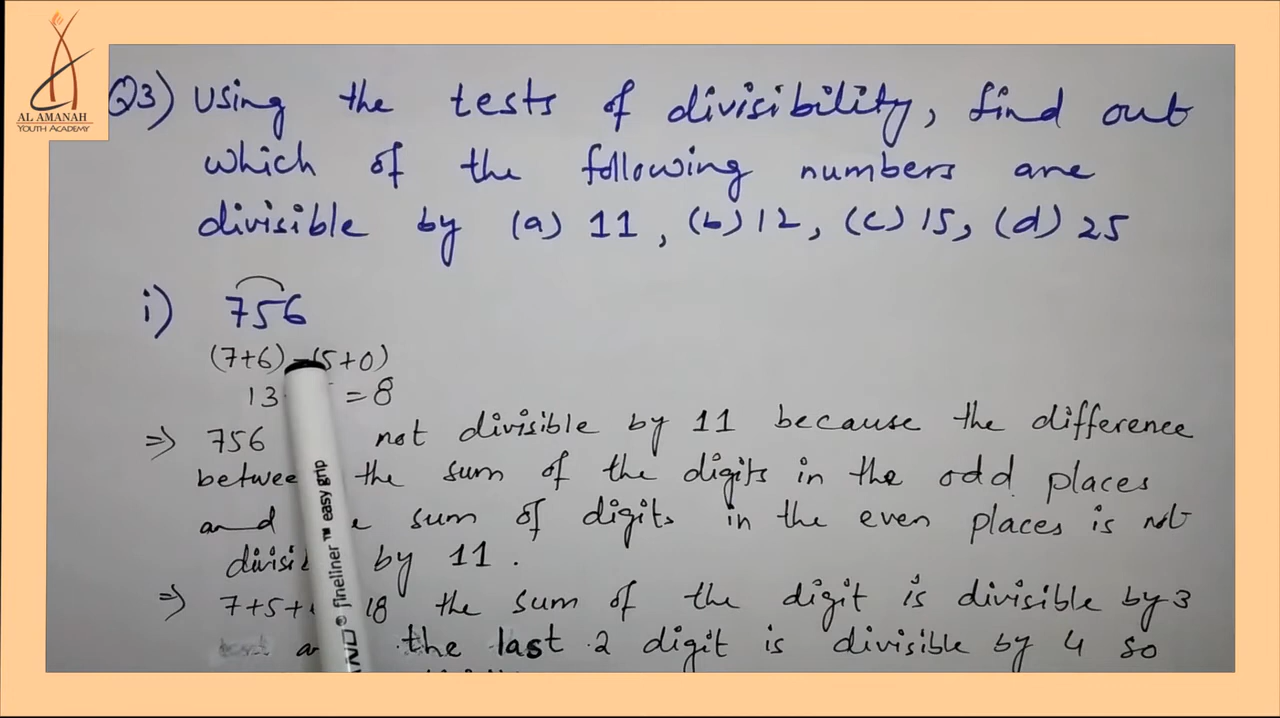 AL AMANAH
YOUTH ACADEMY
Q3) Using the tests of divisibility, find out
which of the following numbers are
divisible by (a) 11, (b) 12, (c) 15, (d) 25
i) 756
(7+6) - (5+0)
13 = 8
⇒ 756 not divisible by 11 because the difference
betwee the sum of the digits in the odd places
and e sum of digits in the even places is not
divisi by 11.
⇒ 7+5+ 18 the sum of the digit is divisible by 3
the last 2 digit is divisible by 4 so
fineliner™ easy grip